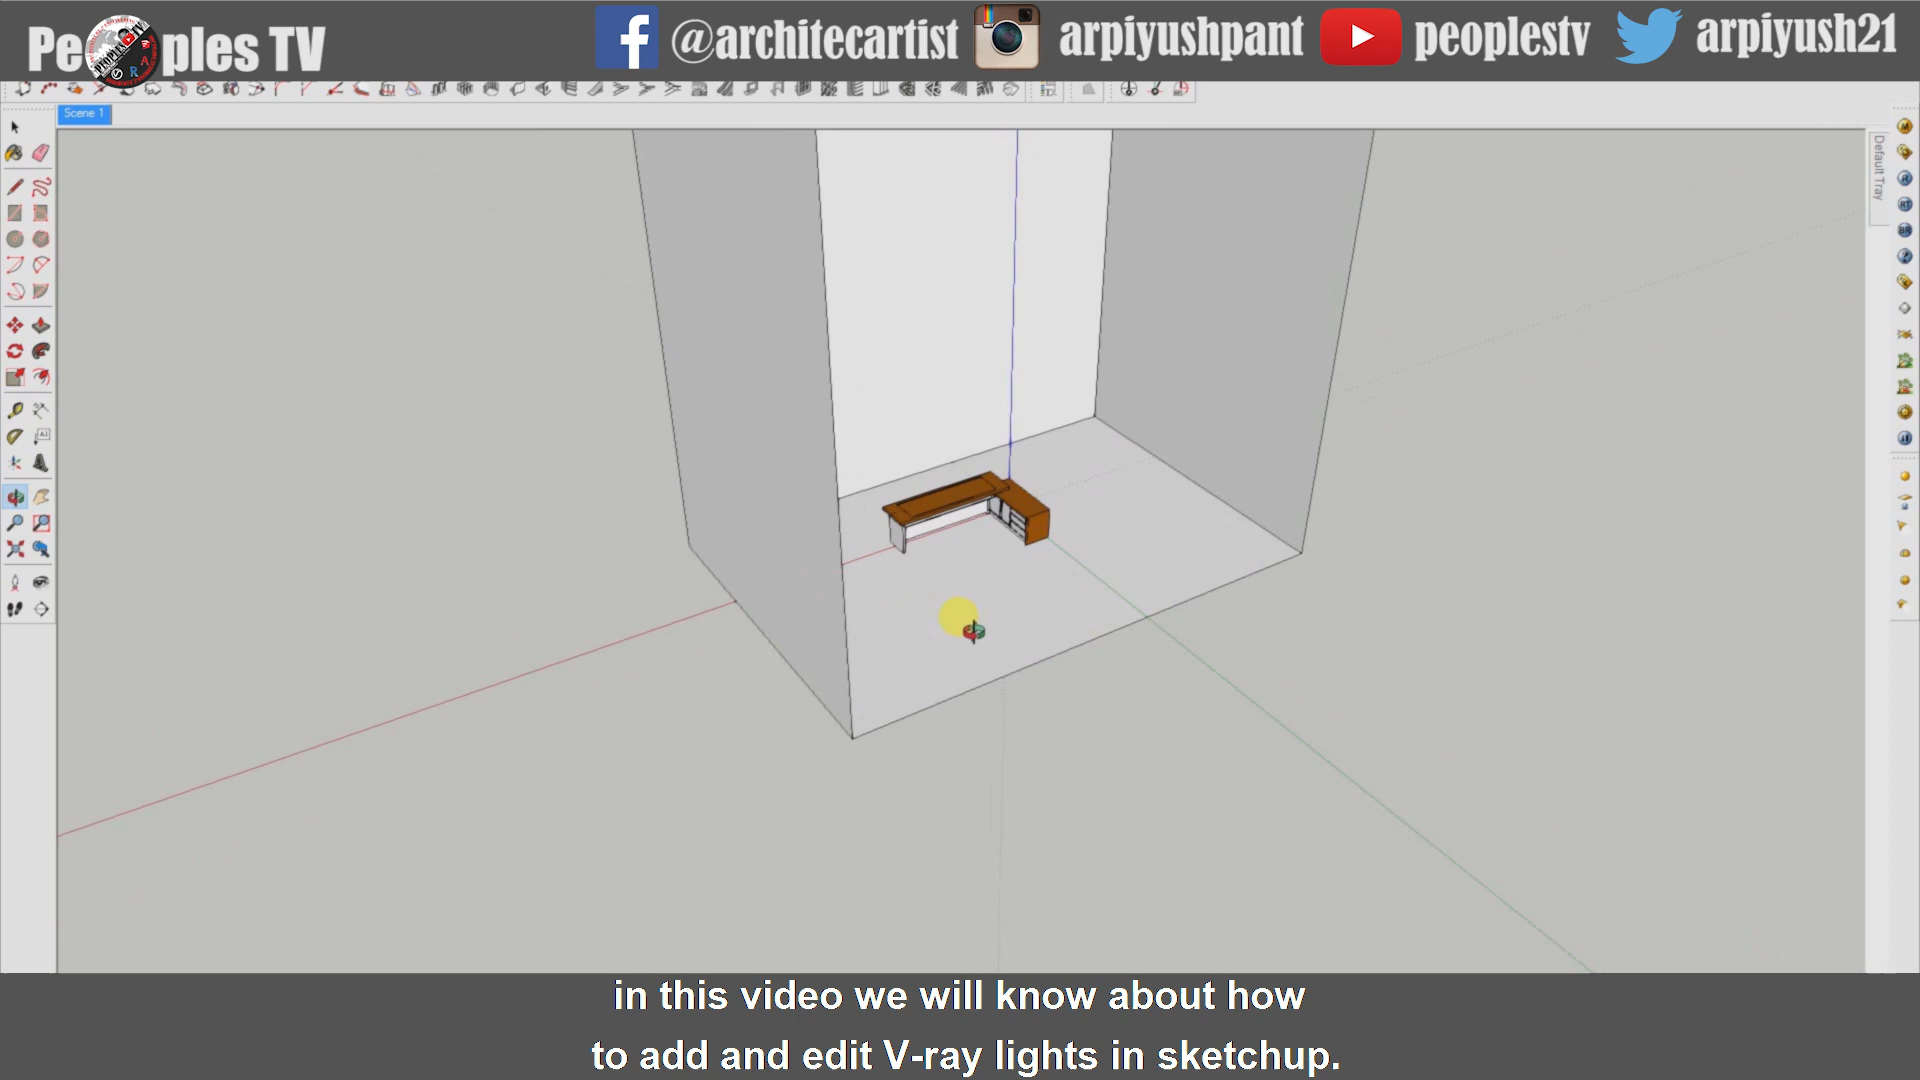 Peoples TV
@architecartist
arpiyushpant
peoplestv
arpiyush21
Scene 1
Default Tray
in this video we will know about how
to add and edit V-ray lights in sketchup.